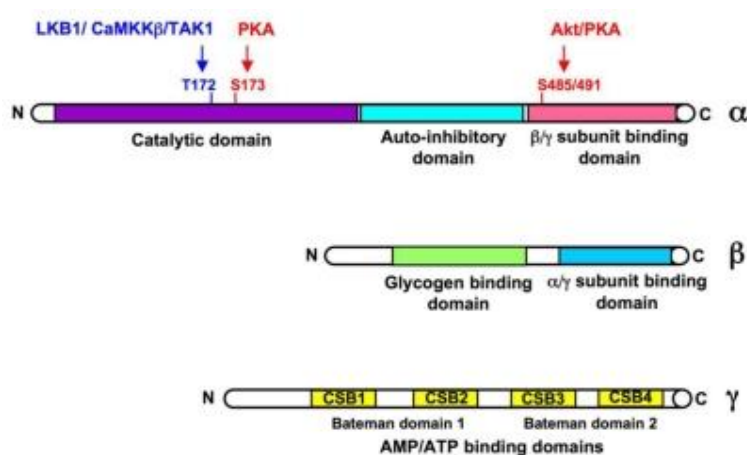 LKB1/ CaMKKβ/TAK1 PKA Akt/PKA
T172 S173 S485/491
N C α
Catalytic domain Auto-inhibitory domain β/γ subunit binding domain
N C β
Glycogen binding domain α/γ subunit binding domain
N CSB1 CSB2 CSB3 CSB4 C γ
Bateman domain 1 Bateman domain 2
AMP/ATP binding domains